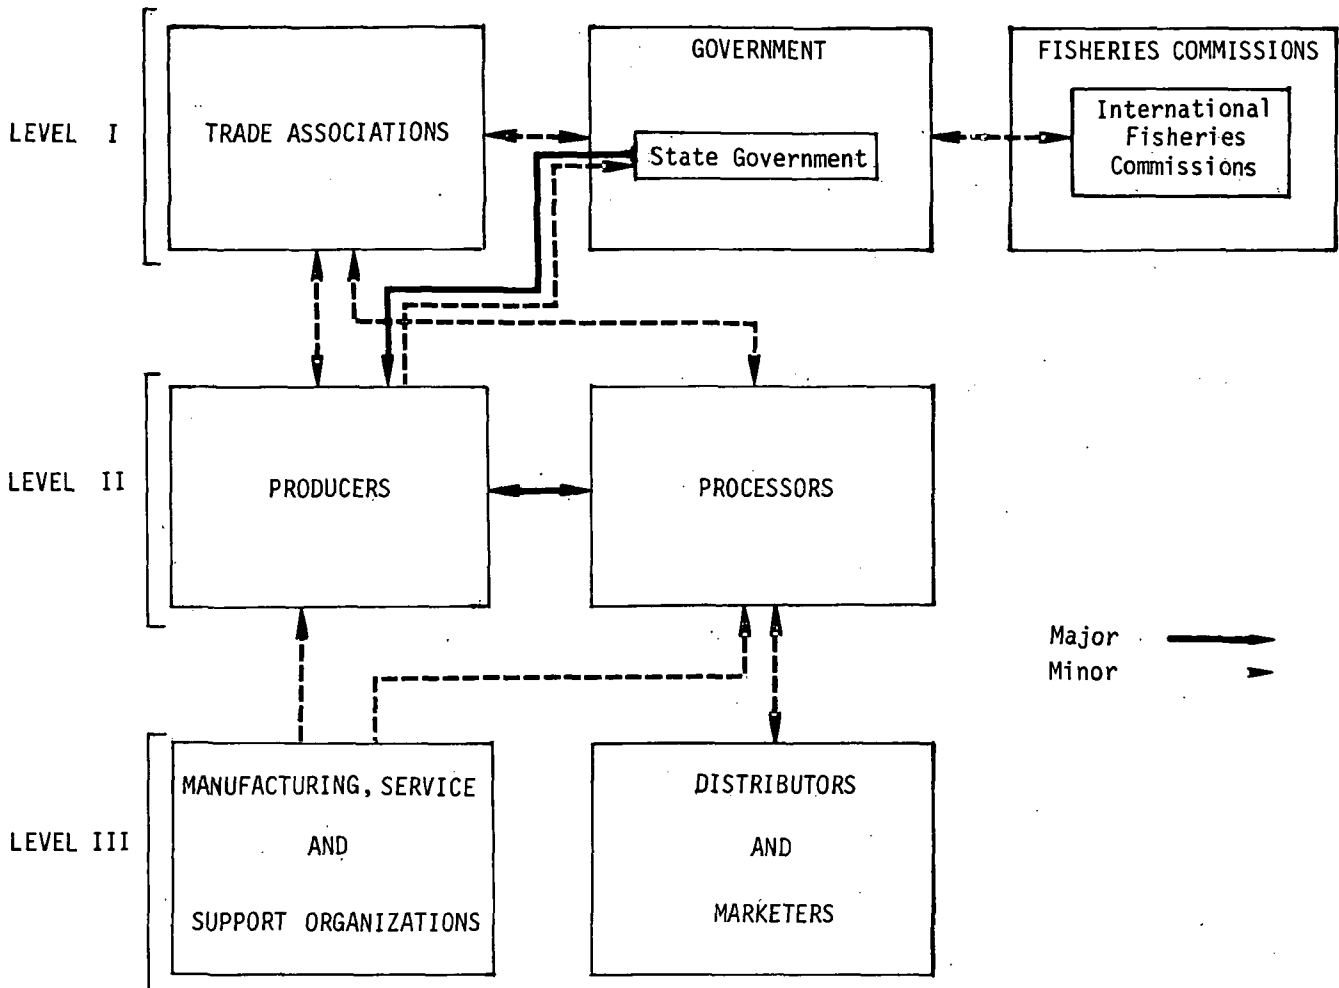 LEVEL I
TRADE ASSOCIATIONS
GOVERNMENT
State Government
FISHERIES COMMISSIONS
International
Fisheries
Commissions
LEVEL II
PRODUCERS
PROCESSORS
Major
Minor
LEVEL III
MANUFACTURING, SERVICE
AND
SUPPORT ORGANIZATIONS
DISTRIBUTORS
AND
MARKETERS